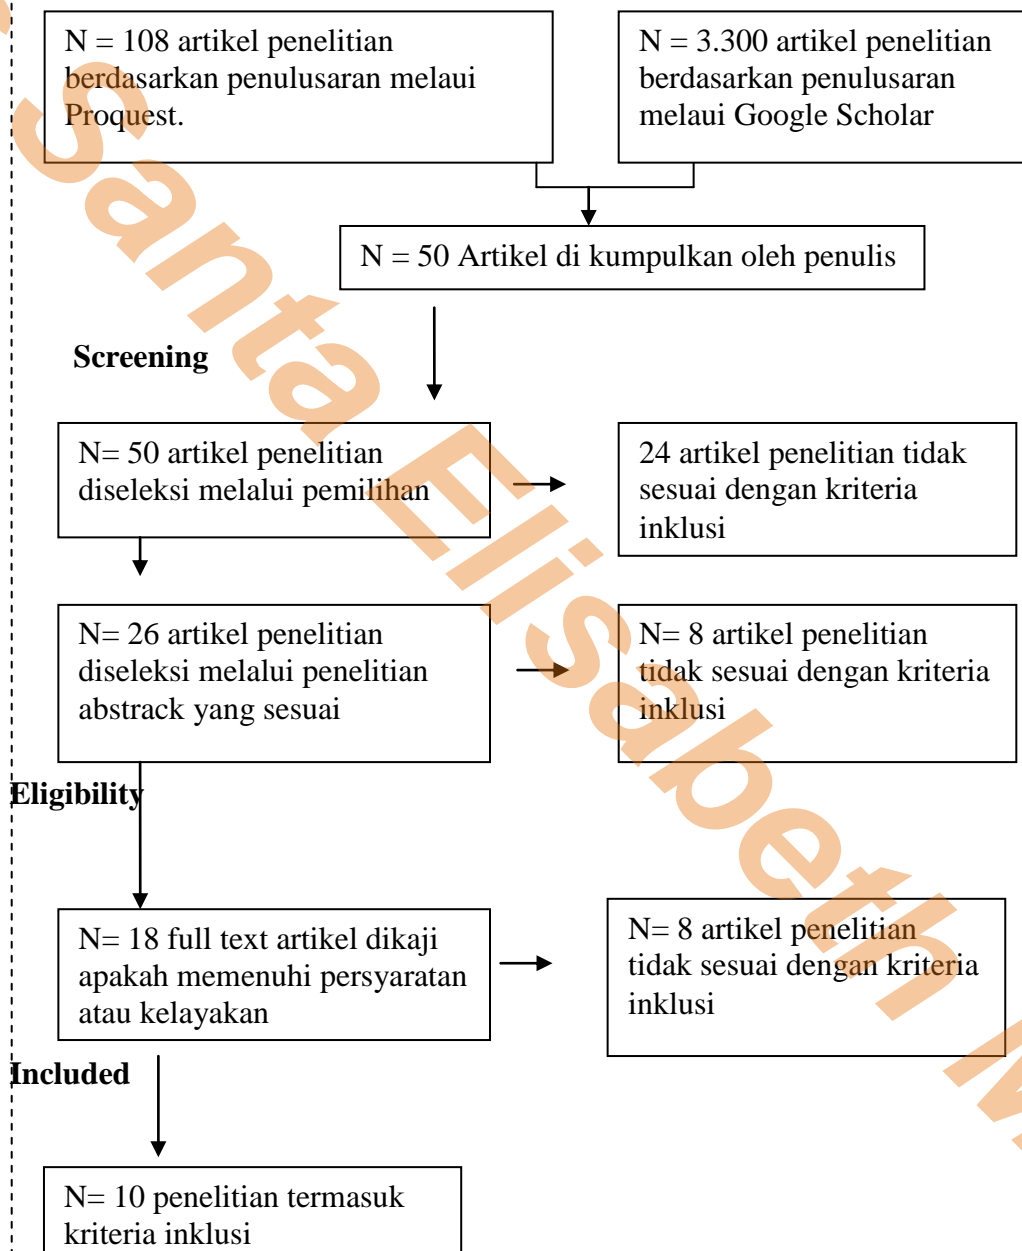 N = 108 artikel penelitian
berdasarkan penulusaran melaui
Proquest.
N = 3.300 artikel penelitian
berdasarkan penulusaran
melaui Google Scholar
N = 50 Artikel di kumpulkan oleh penulis
Screening
N= 50 artikel penelitian
diseleksi melalui pemilihan
24 artikel penelitian tidak
sesuai dengan kriteria
inklusi
N= 26 artikel penelitian
diseleksi melalui penelitian
abstrack yang sesuai
N= 8 artikel penelitian
tidak sesuai dengan kriteria
inklusi
Eligibility
N= 18 full text artikel dikaji
apakah memenuhi persyaratan
atau kelayakan
N= 8 artikel penelitian
tidak sesuai dengan kriteria
inklusi
Included
N= 10 penelitian termasuk
kriteria inklusi
Santa Elisabeth M